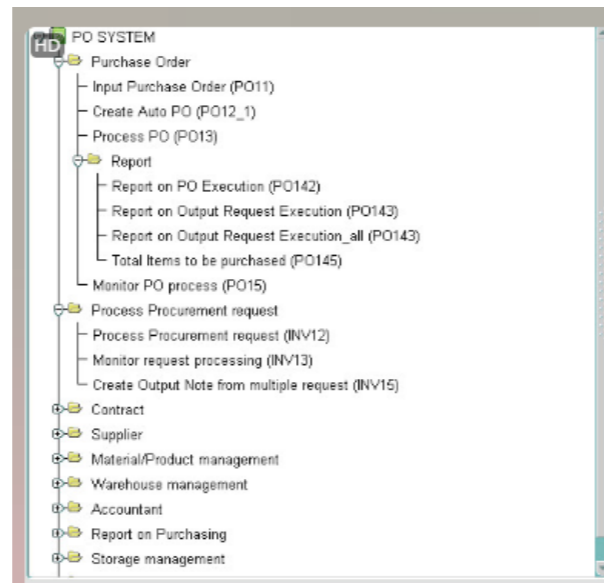 HD
PO SYSTEM
Purchase Order
Input Purchase Order (PO11)
Create Auto PO (PO12_1)
Process PO (PO13)
Report
Report on PO Execution (PO142)
Report on Output Request Execution (PO143)
Report on Output Request Execution_all (PO143)
Total Items to be purchased (PO145)
Monitor PO process (PO15)
Process Procurement request
Process Procurement request (INV12)
Monitor request processing (INV13)
Create Output Note from multiple request (INV15)
Contract
Supplier
Material/Product management
Warehouse management
Accountant
Report on Purchasing
Storage management